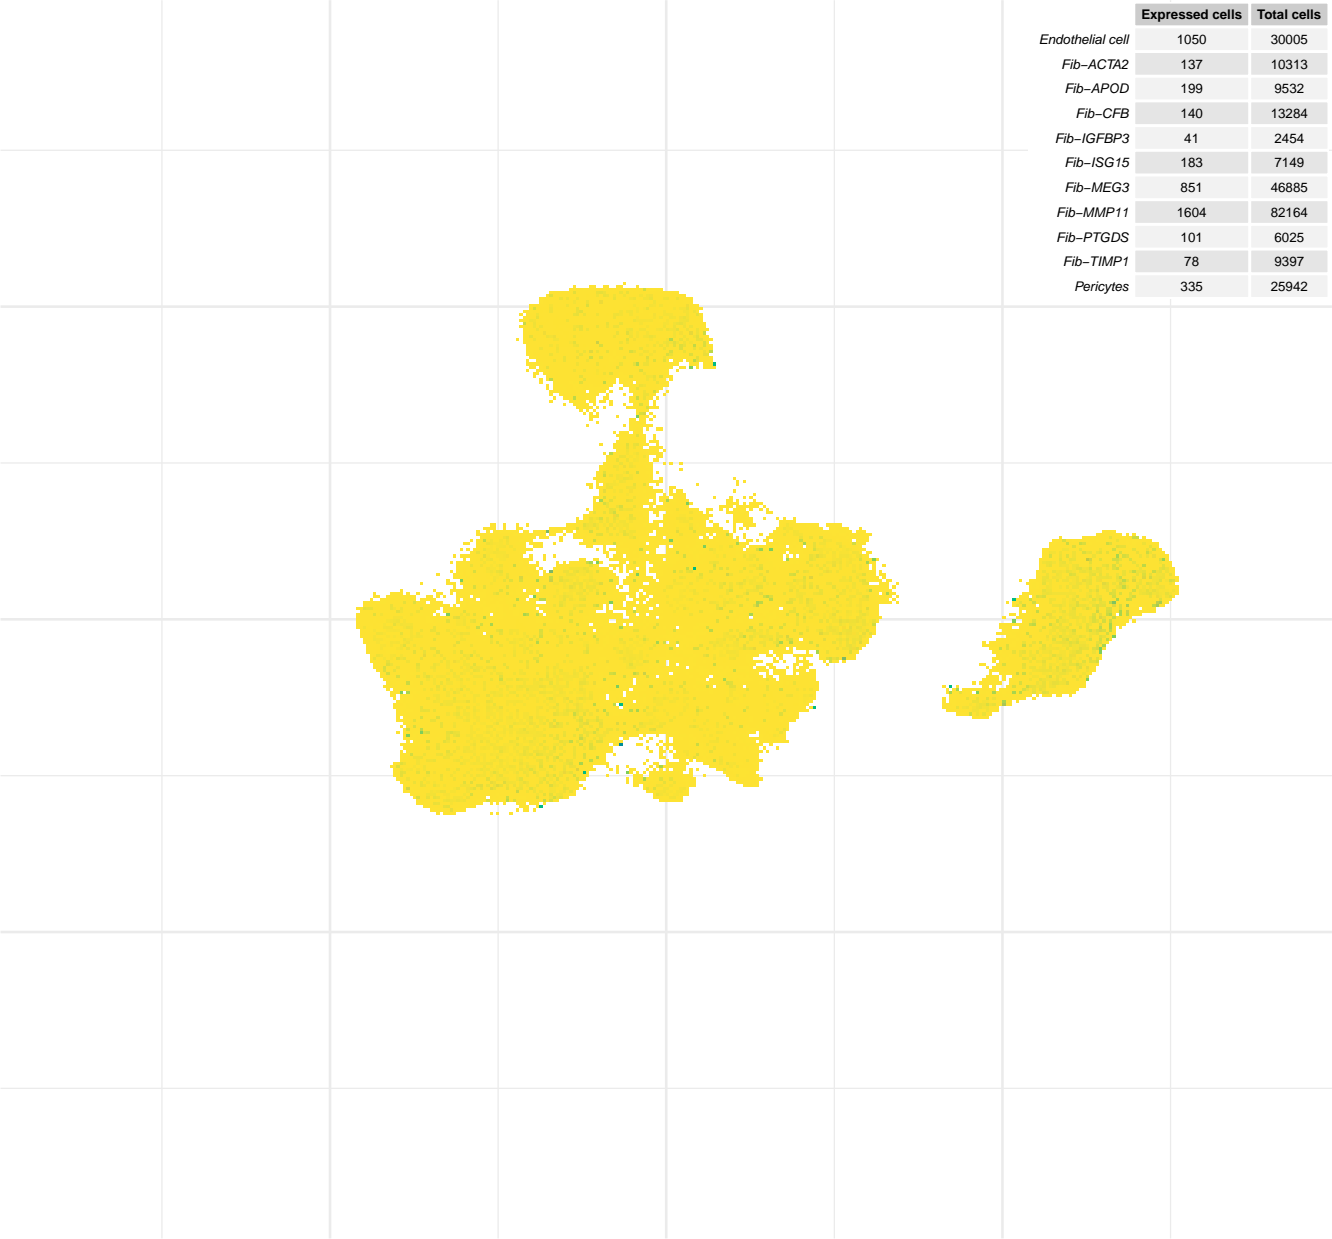 Expressed cells Total cells
Endothelial cell 1050 30005
Fib−ACTA2 137 10313
Fib−APOD 199 9532
Fib−CFB 140 13284
Fib−IGFBP3 41 2454
Fib−ISG15 183 7149
Fib−MEG3 851 46885
Fib−MMP11 1604 82164
Fib−PTGDS 101 6025
Fib−TIMP1 78 9397
Pericytes 335 25942